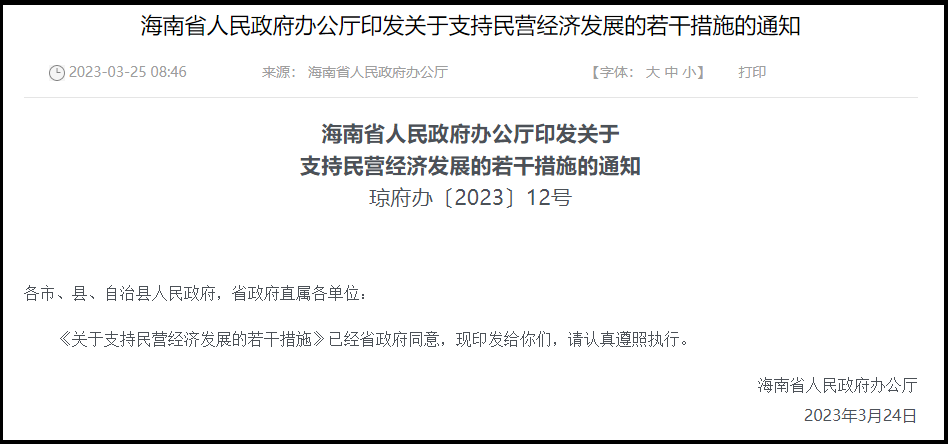 海南省人民政府办公厅印发关于支持民营经济发展的若干措施的通知
2023-03-25 08:46 来源： 海南省人民政府办公厅 【字体： 大 中 小】 打印
海南省人民政府办公厅印发关于
支持民营经济发展的若干措施的通知
琼府办〔2023〕12号
各市、县、自治县人民政府，省政府直属各单位：
《关于支持民营经济发展的若干措施》已经省政府同意，现印发给你们，请认真遵照执行。
海南省人民政府办公厅
2023年3月24日